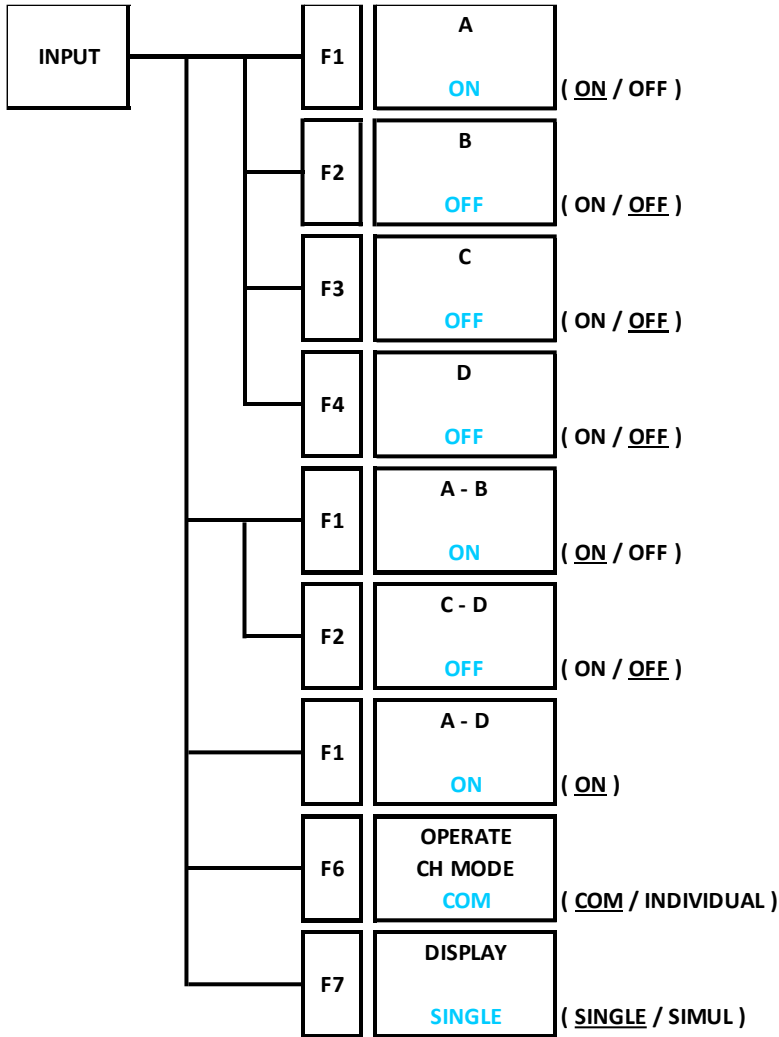 INPUT
F1
A
ON
( ON / OFF )
F2
B
OFF
( ON / OFF )
F3
C
OFF
( ON / OFF )
F4
D
OFF
( ON / OFF )
F1
A - B
ON
( ON / OFF )
F2
C - D
OFF
( ON / OFF )
F1
A - D
ON
( ON )
F6
OPERATE
CH MODE
COM
( COM / INDIVIDUAL )
F7
DISPLAY
SINGLE
( SINGLE / SIMUL )